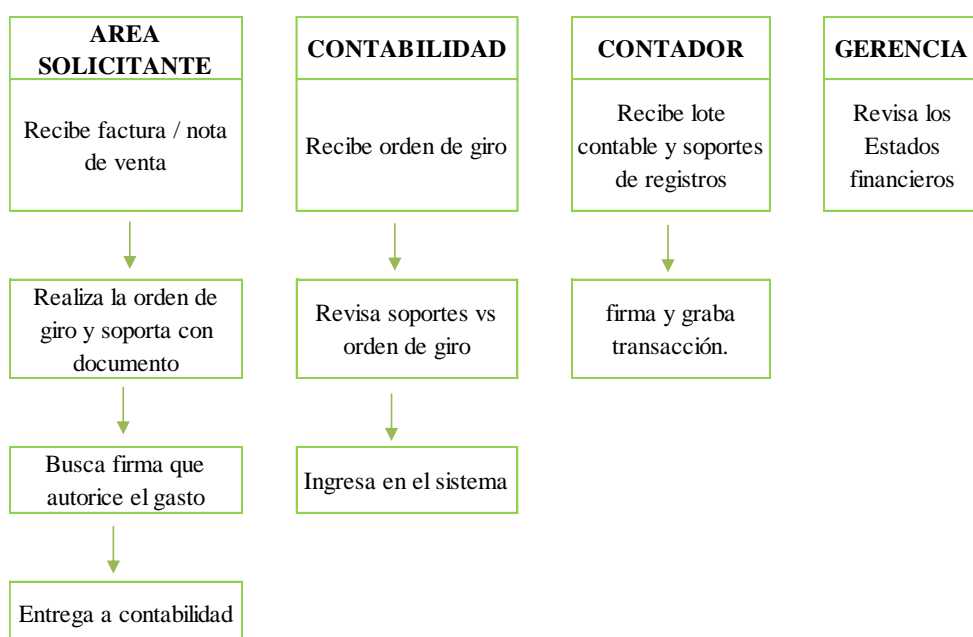 AREA
SOLICITANTE
Recibe factura / nota
de venta
Realiza la orden de
giro y soporta con
documento
Busca firma que
autorice el gasto
Entrega a contabilidad
CONTABILIDAD
Recibe orden de giro
Revisa soportes vs
orden de giro
Ingresa en el sistema
CONTADOR
Recibe lote
contable y soportes
de registros
firma y graba
transacción.
GERENCIA
Revisa los
Estados
financieros